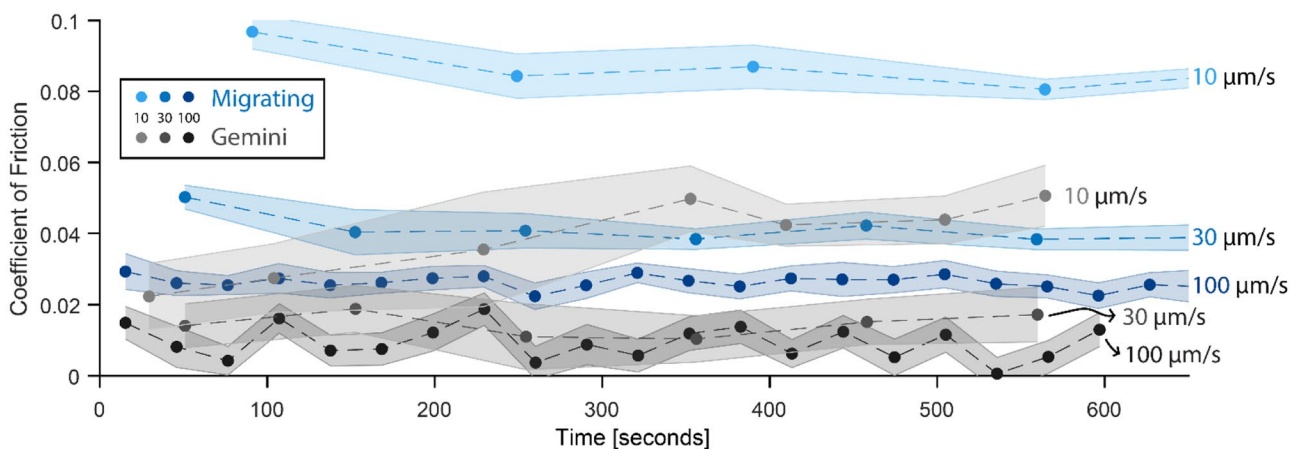 Coefficient of Friction
0.1
0.08
0.06
0.04
0.02
0
Migrating
10 30 100
Gemini
10 μm/s
10 μm/s
30 μm/s
100 μm/s
30 μm/s
100 μm/s
0 100 200 300 400 500 600
Time [seconds]